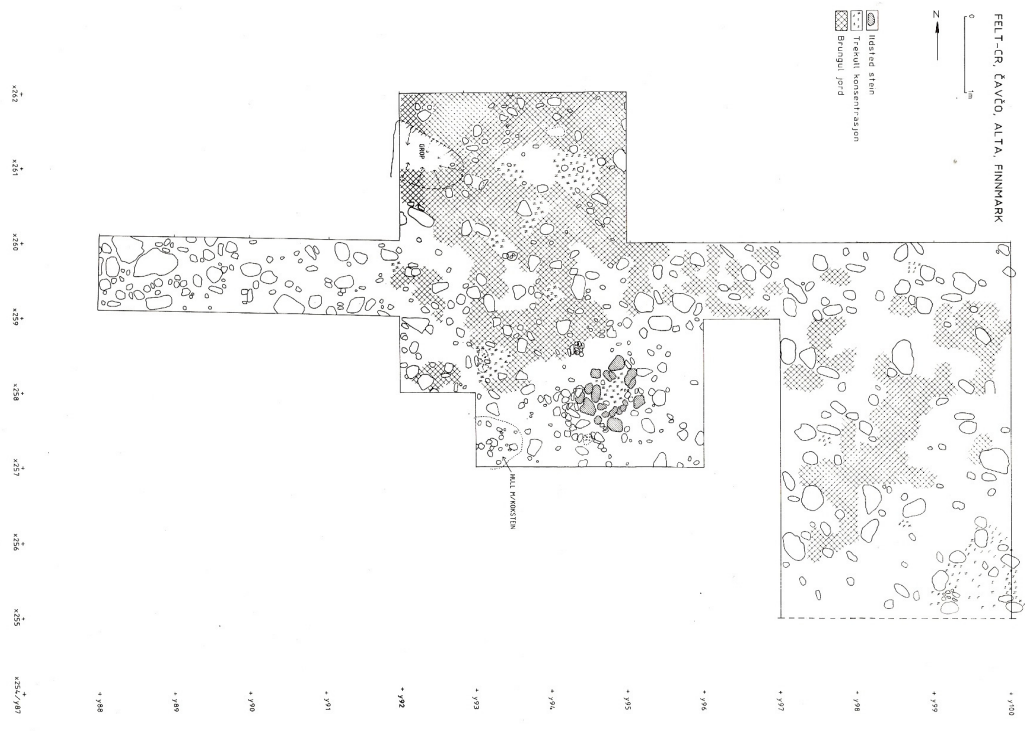 FELT-CR, ČAVČO, ALTA, FINNMARK
0 1m
N
Ildsted stein
Trekull konsentrasjon
Brungul jord
GROP
HULL M/KOKSTEIN
x262
x261
x260
x259
x258
x257
x256
x255
x254/y87
y88
y89
y90
y91
y92
y93
y94
y95
y96
y97
y98
y99
y100